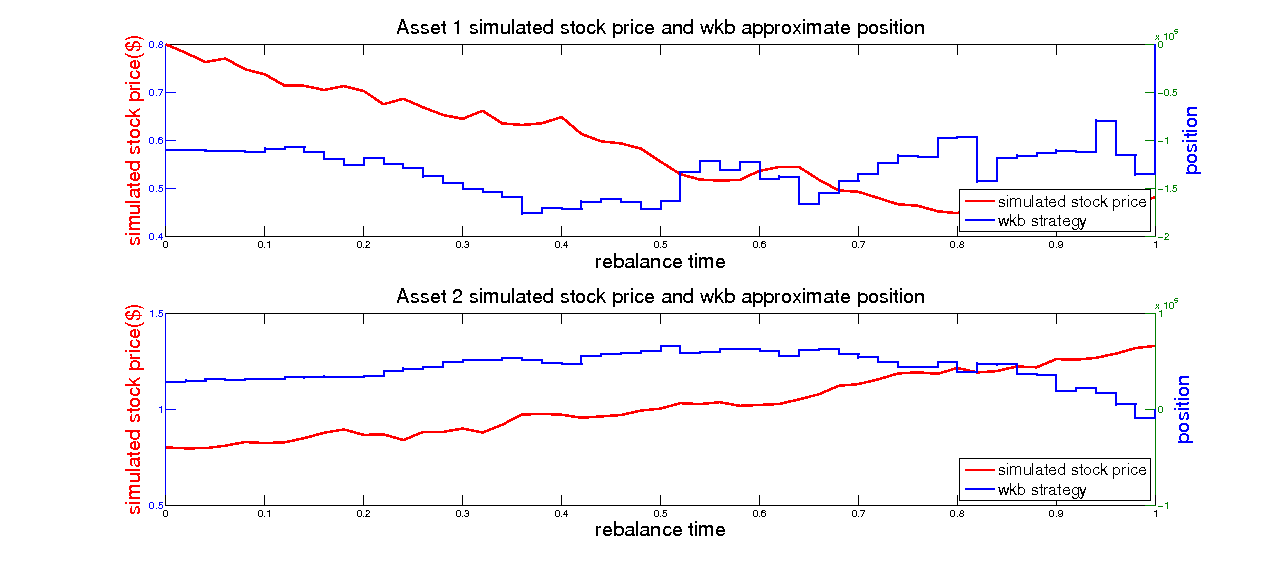 Asset 1 simulated stock price and wkb approximate position
x 10^5
simulated stock price($)
0.8
0.7
0.6
0.5
0.4
0
-0.5
-1
-1.5
-2
position
simulated stock price
wkb strategy
0 0.1 0.2 0.3 0.4 0.5 0.6 0.7 0.8 0.9 1
rebalance time
Asset 2 simulated stock price and wkb approximate position
simulated stock price($)
1.5
1
0.5
1
0
-1
position
simulated stock price
wkb strategy
0 0.1 0.2 0.3 0.4 0.5 0.6 0.7 0.8 0.9 1
rebalance time